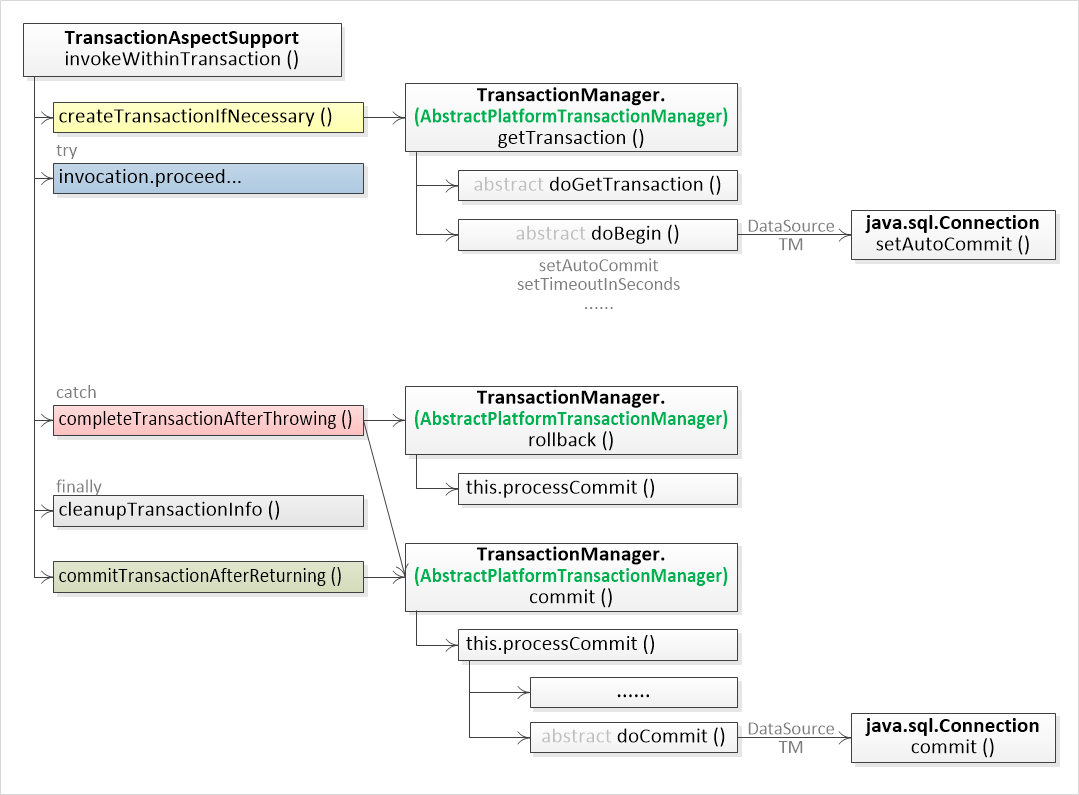 TransactionAspectSupport
invokeWithinTransaction ()
createTransactionIfNecessary ()
TransactionManager.
(AbstractPlatformTransactionManager)
getTransaction ()
try
invocation.proceed...
abstract doGetTransaction ()
abstract doBegin ()
DataSource
TM
java.sql.Connection
setAutoCommit ()
setAutoCommit
setTimeoutInSeconds
......
catch
completeTransactionAfterThrowing ()
TransactionManager.
(AbstractPlatformTransactionManager)
rollback ()
this.processCommit ()
finally
cleanupTransactionInfo ()
commitTransactionAfterReturning ()
TransactionManager.
(AbstractPlatformTransactionManager)
commit ()
this.processCommit ()
......
abstract doCommit ()
DataSource
TM
java.sql.Connection
commit ()